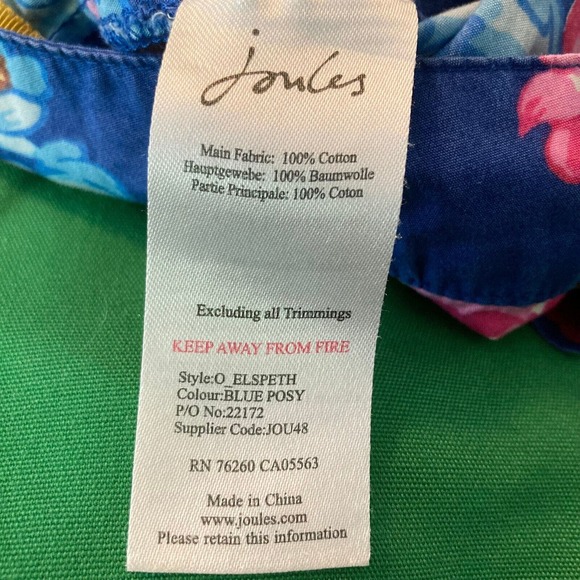 Joules
Main Fabric: 100% Cotton
Hauptgewebe: 100% Baumwolle
Partie Principale: 100% Coton
Excluding all Trimmings
KEEP AWAY FROM FIRE
Style:O_ELSPETH
Colour:BLUE POSY
P/O No:22172
Supplier Code:JOU48
RN 76260 CA05563
Made in China
www.joules.com
Please retain this information